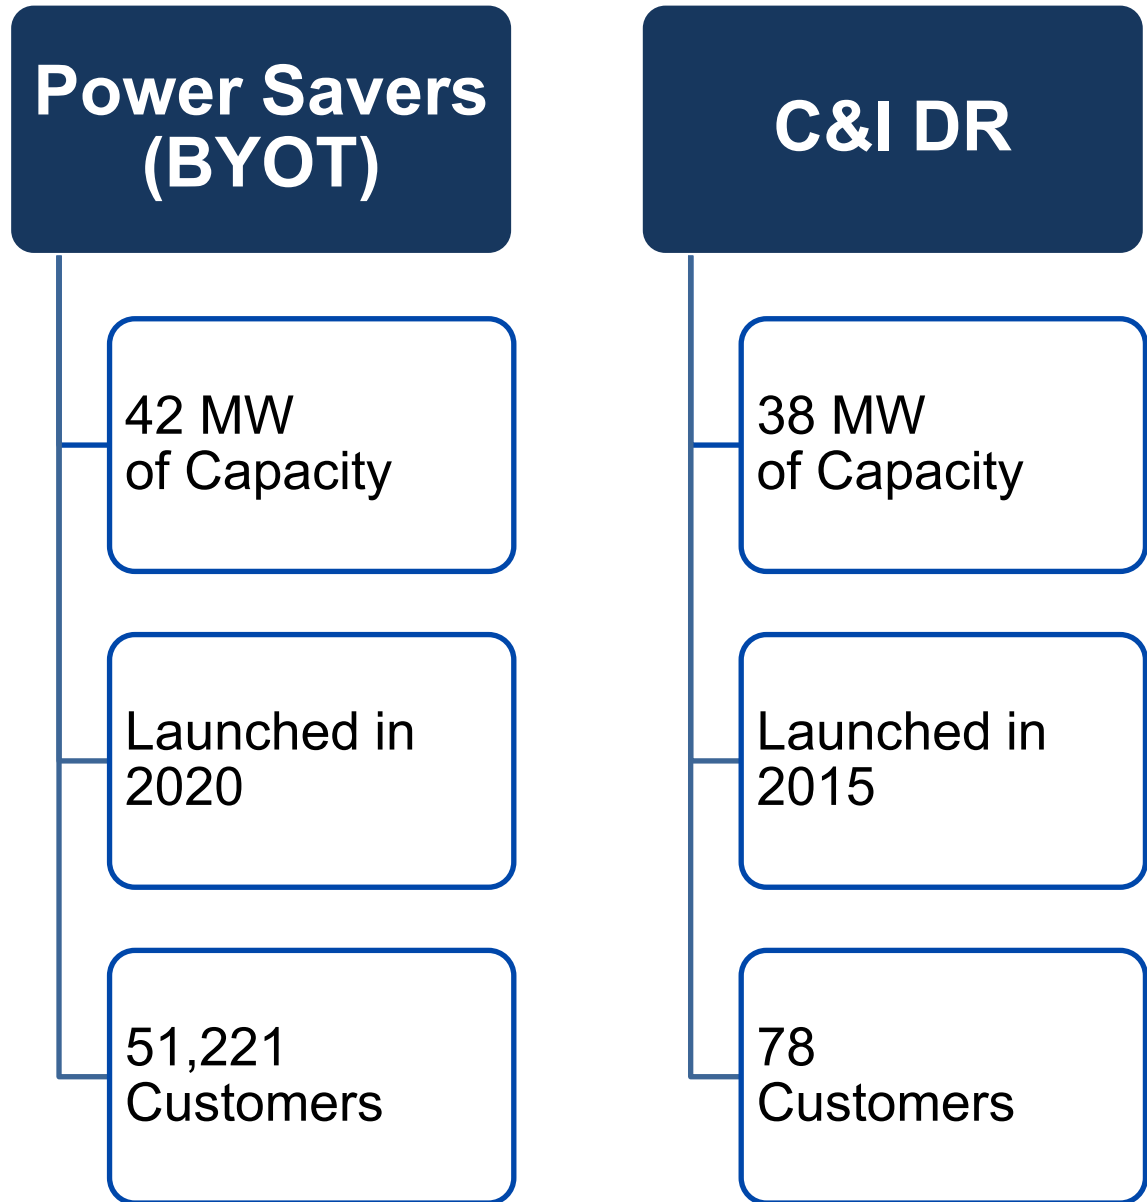 Power Savers
(BYOT)
42 MW
of Capacity
Launched in
2020
51,221
Customers
C&I DR
38 MW
of Capacity
Launched in
2015
78
Customers